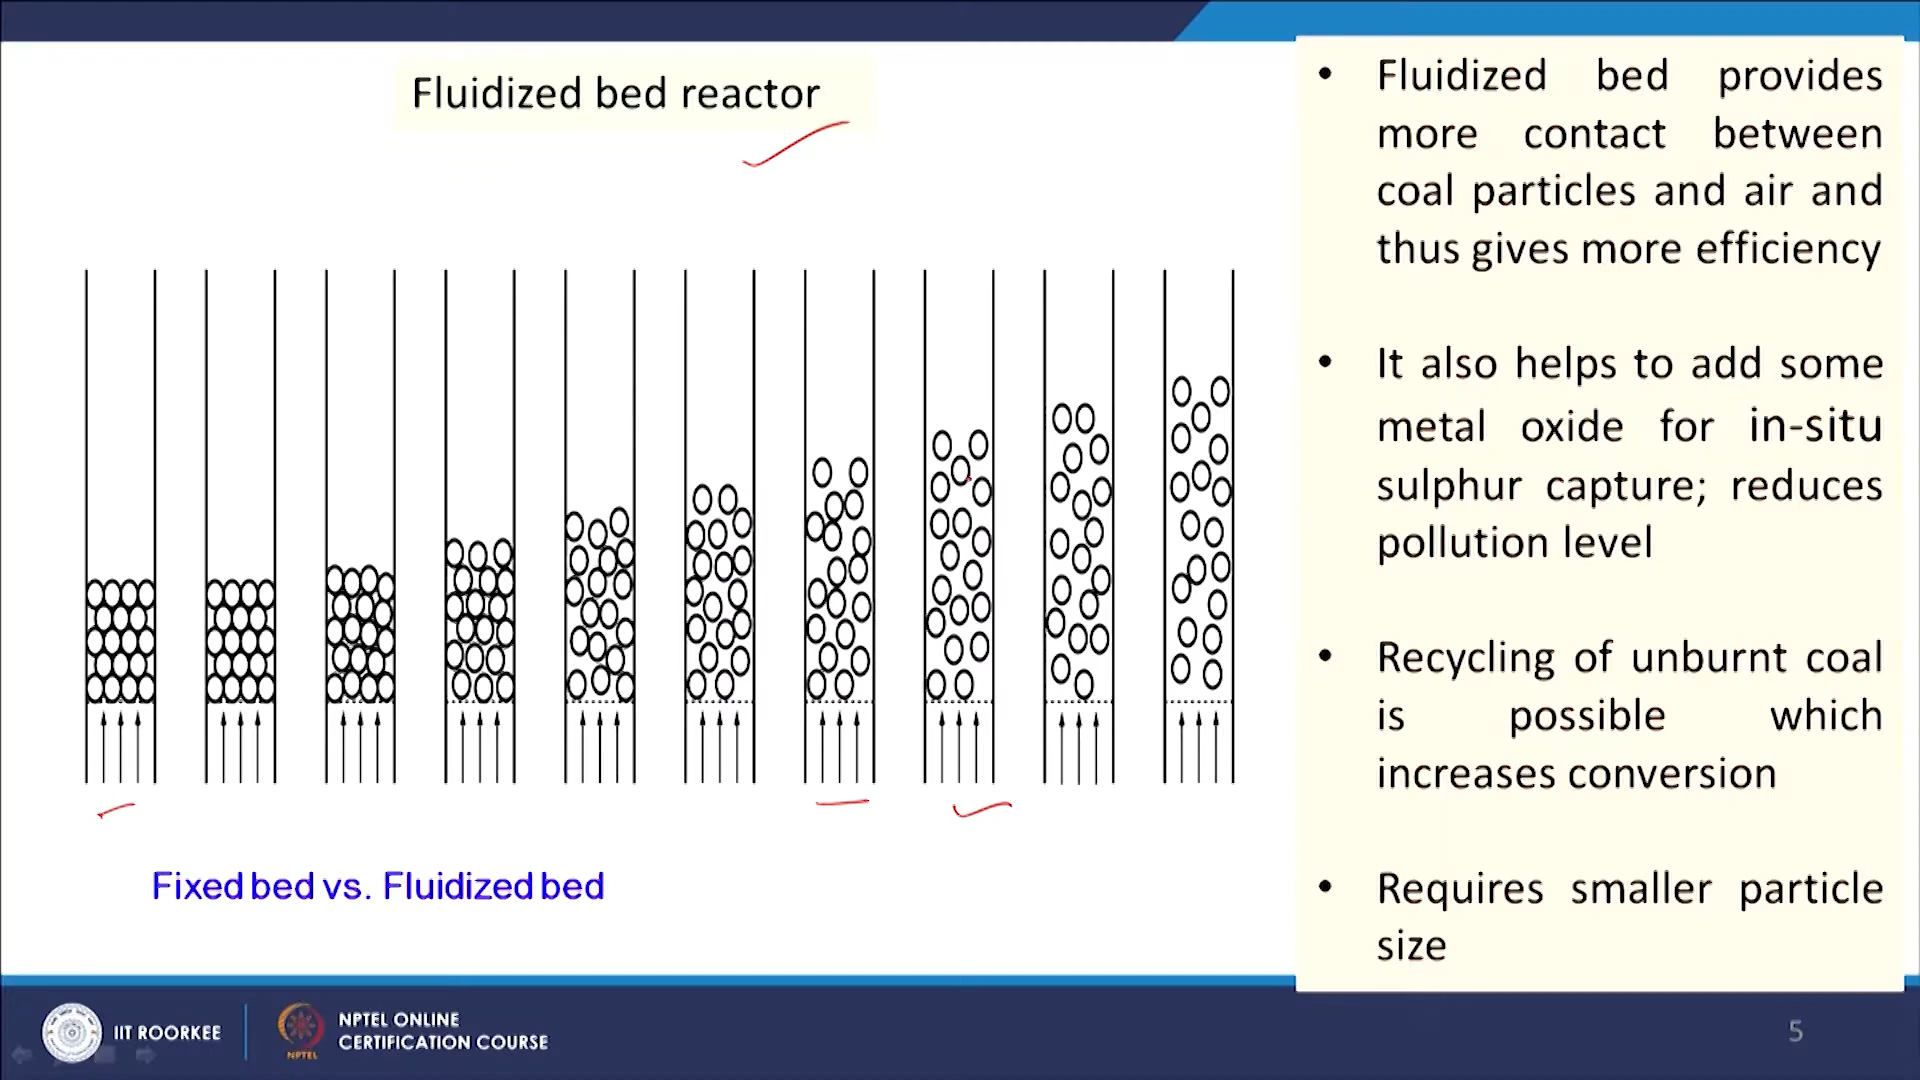 Fluidized bed reactor
Fixed bed vs. Fluidized bed
• Fluidized bed provides
more contact between
coal particles and air and
thus gives more efficiency
• It also helps to add some
metal oxide for in-situ
sulphur capture; reduces
pollution level
• Recycling of unburnt coal
is possible which
increases conversion
• Requires smaller particle
size
IIT ROORKEE
NPTEL
NPTEL ONLINE
CERTIFICATION COURSE
5